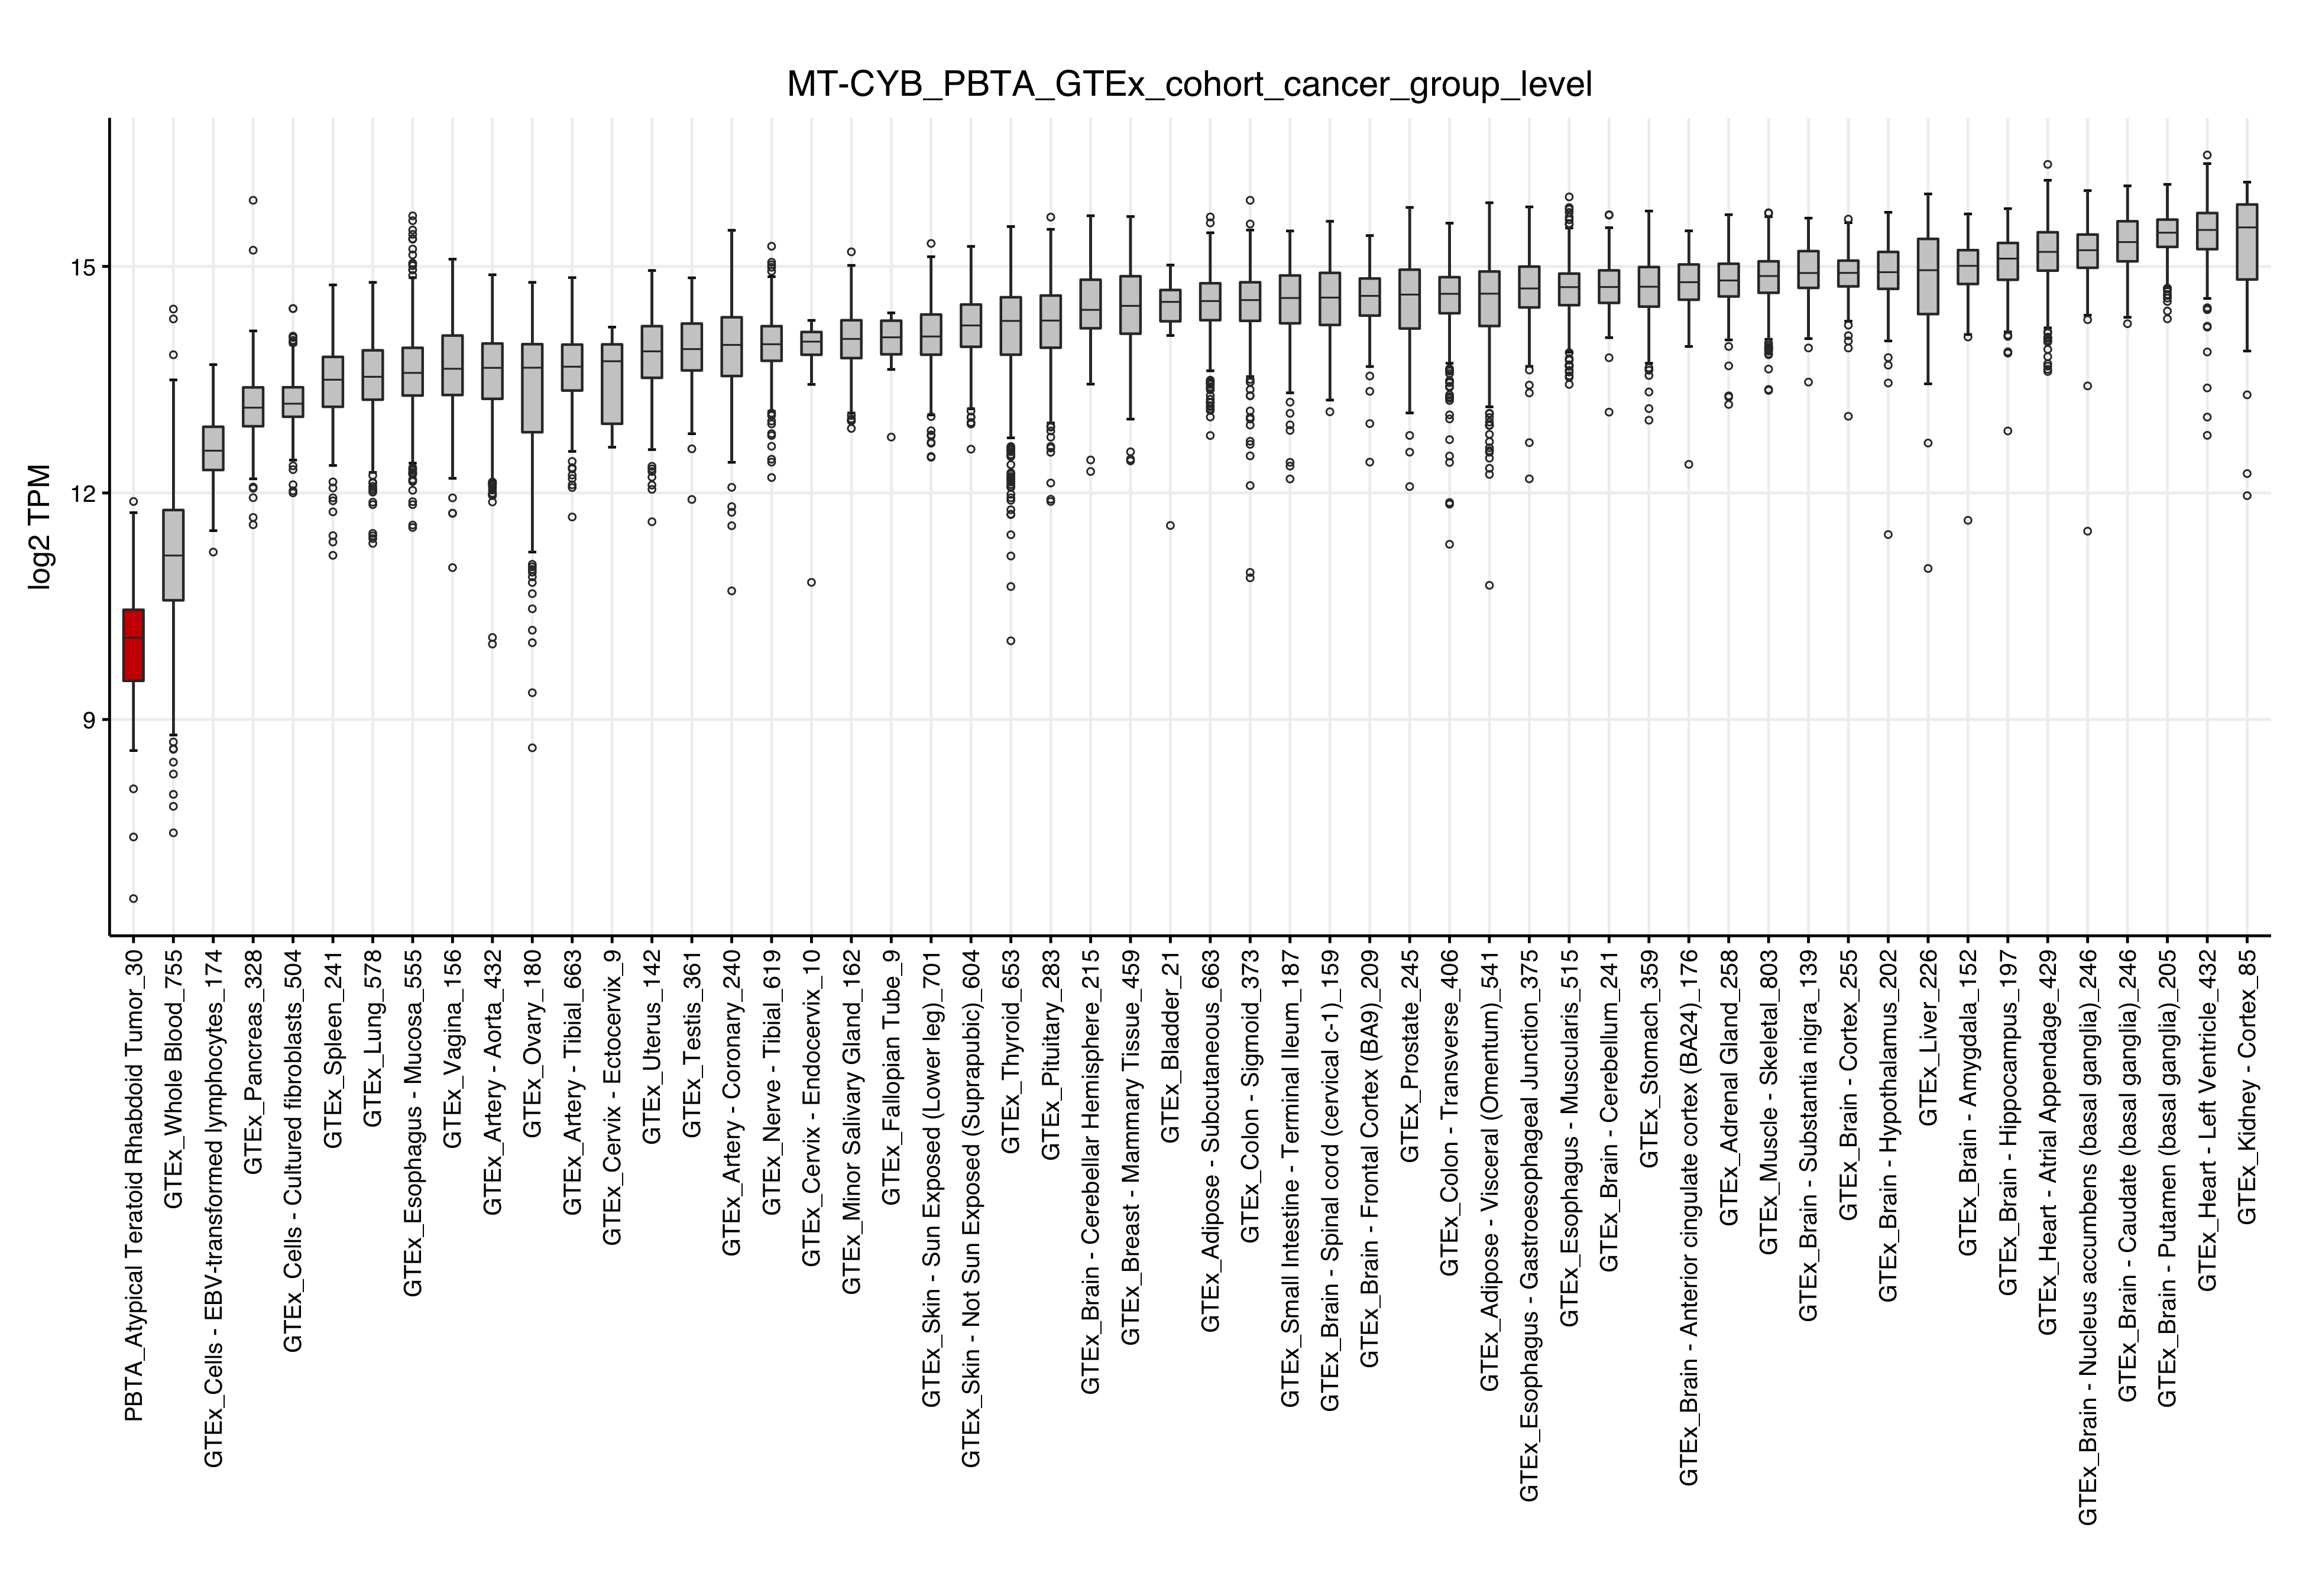 MT-CYB_PBTA_GTEx_cohort_cancer_group_level
log2 TPM
15
12
9
PBTA_Atypical Teratoid Rhabdoid Tumor_30
GTEx_Whole Blood_755
GTEx_Cells - EBV-transformed lymphocytes_174
GTEx_Pancreas_328
GTEx_Cells - Cultured fibroblasts_504
GTEx_Spleen_241
GTEx_Lung_578
GTEx_Esophagus - Mucosa_555
GTEx_Vagina_156
GTEx_Artery - Aorta_432
GTEx_Ovary_180
GTEx_Artery - Tibial_663
GTEx_Cervix - Ectocervix_9
GTEx_Uterus_142
GTEx_Testis_361
GTEx_Artery - Coronary_240
GTEx_Nerve - Tibial_619
GTEx_Cervix - Endocervix_10
GTEx_Minor Salivary Gland_162
GTEx_Fallopian Tube_9
GTEx_Skin - Sun Exposed (Lower leg)_701
GTEx_Skin - Not Sun Exposed (Suprapubic)_604
GTEx_Thyroid_653
GTEx_Pituitary_283
GTEx_Brain - Cerebellar Hemisphere_215
GTEx_Breast - Mammary Tissue_459
GTEx_Bladder_21
GTEx_Adipose - Subcutaneous_663
GTEx_Colon - Sigmoid_373
GTEx_Small Intestine - Terminal Ileum_187
GTEx_Brain - Spinal cord (cervical c-1)_159
GTEx_Brain - Frontal Cortex (BA9)_209
GTEx_Prostate_245
GTEx_Colon - Transverse_406
GTEx_Adipose - Visceral (Omentum)_541
GTEx_Esophagus - Gastroesophageal Junction_375
GTEx_Esophagus - Muscularis_515
GTEx_Brain - Cerebellum_241
GTEx_Stomach_359
GTEx_Brain - Anterior cingulate cortex (BA24)_176
GTEx_Adrenal Gland_258
GTEx_Muscle - Skeletal_803
GTEx_Brain - Substantia nigra_139
GTEx_Brain - Cortex_255
GTEx_Brain - Hypothalamus_202
GTEx_Liver_226
GTEx_Brain - Amygdala_152
GTEx_Brain - Hippocampus_197
GTEx_Heart - Atrial Appendage_429
GTEx_Brain - Nucleus accumbens (basal ganglia)_246
GTEx_Brain - Caudate (basal ganglia)_246
GTEx_Brain - Putamen (basal ganglia)_205
GTEx_Heart - Left Ventricle_432
GTEx_Kidney - Cortex_85